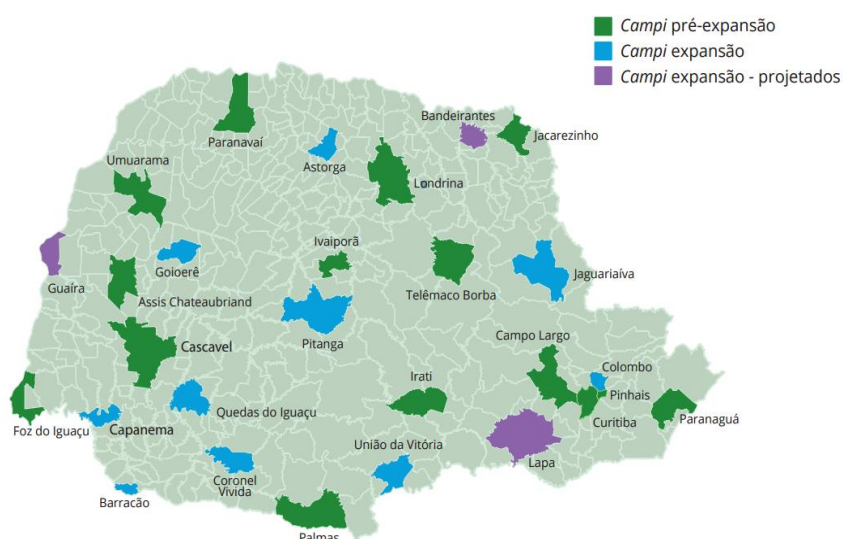 Campi pré-expansão
Campi expansão
Campi expansão - projetados
Bandeirantes
Jacarezinho
Paranavaí
Astorga
Umuarama
Londrina
Ivaiporã
Goioerê
Guaíra
Assis Chateaubriand
Telêmaco Borba
Jaguariaíva
Pitanga
Cascavel
Campo Largo
Colombo
Irati
Pinhais
Quedas do Iguaçu
Curitiba
Paranaguá
Foz do Iguaçu
Capanema
União da Vitória
Lapa
Coronel
Vivida
Barracão
Palmas